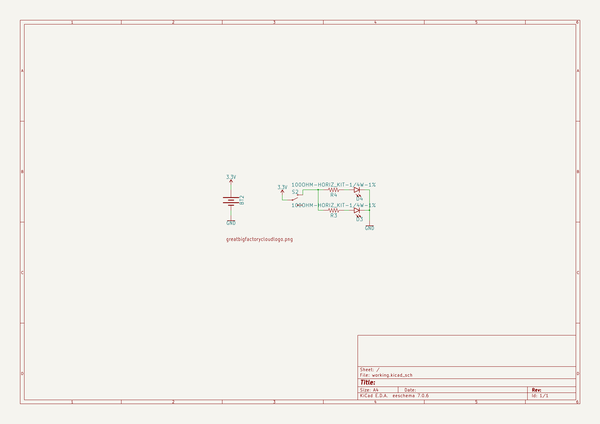 1 2 3 4 5 6
A A
3.3V
3.3V
100OHM-HORIZ_KIT-1/4W-1%
S2
R4
D4
100OHM-HORIZ_KIT-1/4W-1%
R3
D3
GND
GND
B B
greatbigfactorycloudlogo.png
C C
Sheet: /
File: working.kicad_sch
Title:
D D
Size: A4 Date: Rev:
KiCad E.D.A. eeschema 7.0.6 Id: 1/1
1 2 3 4 5 6